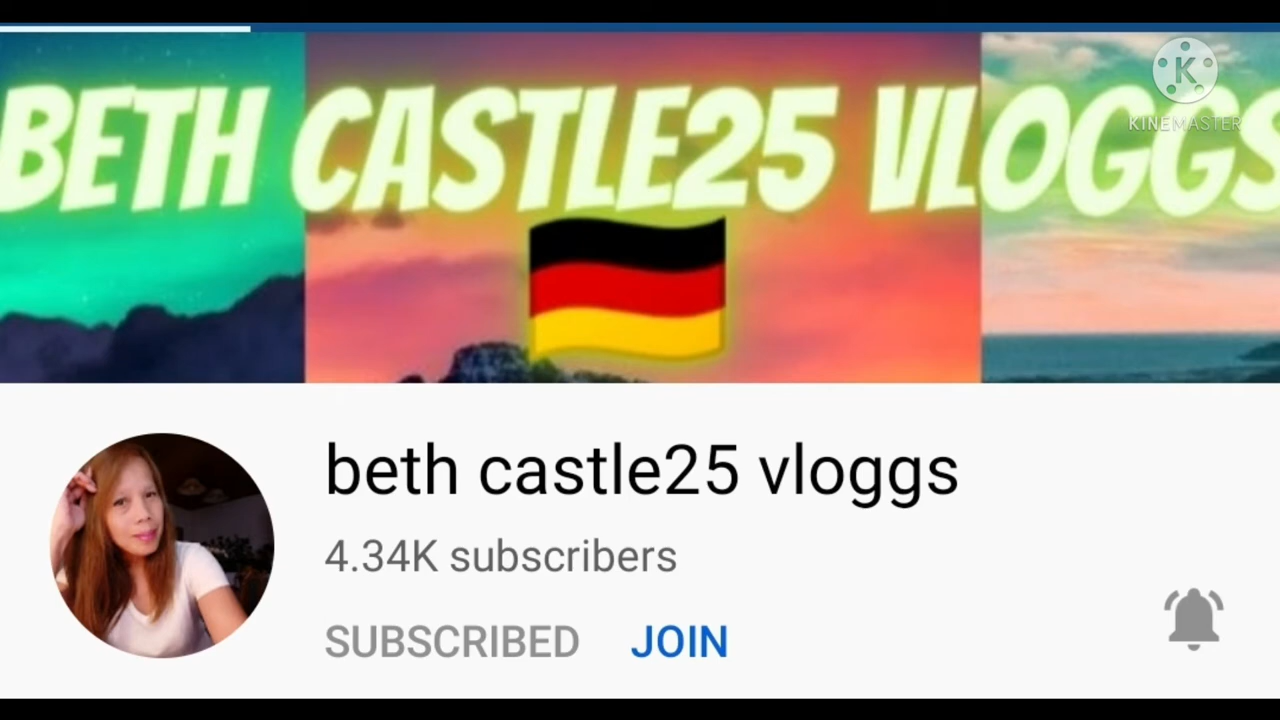 BETH CASTLE25 VLOGGS
K
KINEMASTER
beth castle25 vloggs
4.34K subscribers
SUBSCRIBED JOIN